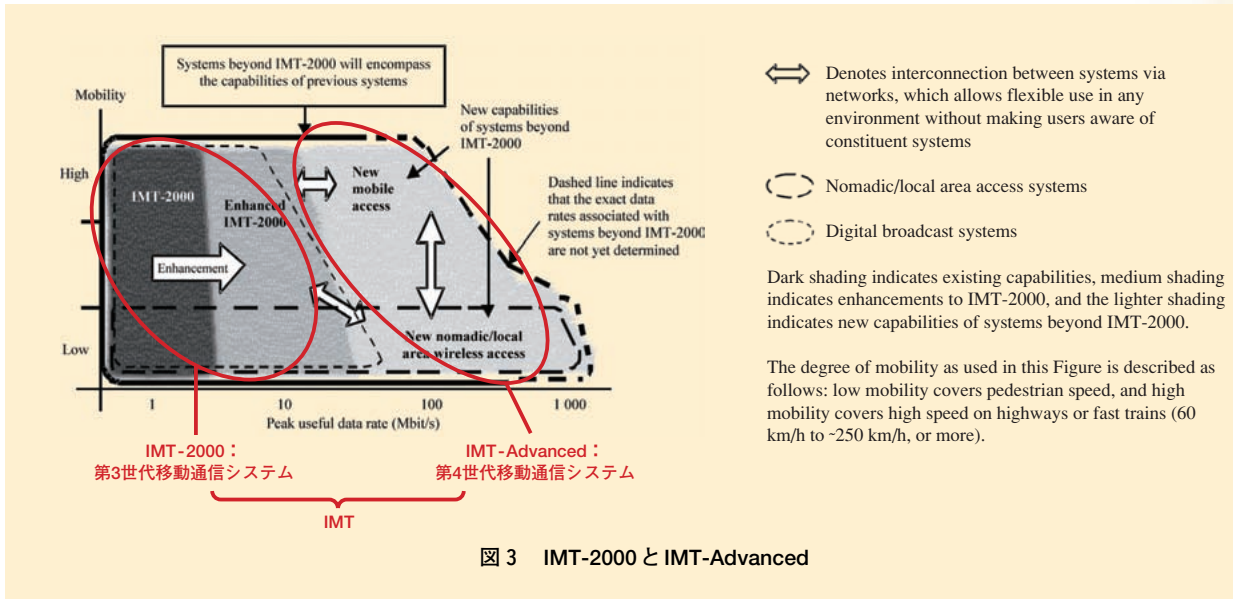 Systems beyond IMT-2000 will encompass
the capabilities of previous systems
Mobility
High
Low
IMT-2000
Enhanced
IMT-2000
Enhancement
New
mobile
access
New capabilities
of systems beyond
IMT-2000
Dashed line indicates
that the exact data
rates associated with
systems beyond IMT-2000
are not yet determined
New nomadic/local
area wireless access
1
10
100
1 000
Peak useful data rate (Mbit/s)
IMT-2000：
第3世代移動通信システム
IMT-Advanced：
第4世代移動通信システム
IMT
Denotes interconnection between systems via
networks, which allows flexible use in any
environment without making users aware of
constituent systems
Nomadic/local area access systems
Digital broadcast systems
Dark shading indicates existing capabilities, medium shading
indicates enhancements to IMT-2000, and the lighter shading
indicates new capabilities of systems beyond IMT-2000.
The degree of mobility as used in this Figure is described as
follows: low mobility covers pedestrian speed, and high
mobility covers high speed on highways or fast trains (60
km/h to ~250 km/h, or more).
図 3 IMT-2000 と IMT-Advanced